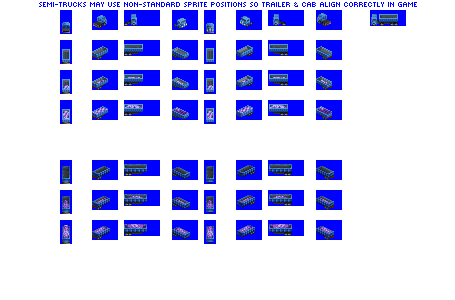 SEMI-TRUCKS MAY USE NON-STANDARD SPRITE POSITIONS SO TRAILER & CAB ALIGN CORRECTLY IN GAME